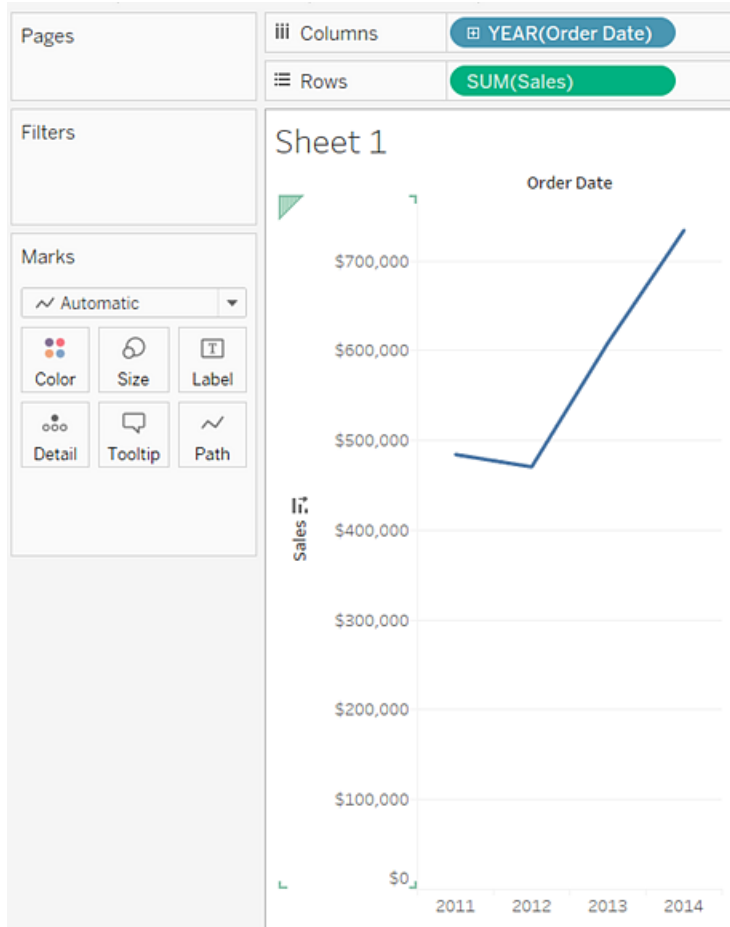 Pages
Columns
YEAR(Order Date)
Rows
SUM(Sales)
Filters
Marks
Automatic
Color
Size
Label
Detail
Tooltip
Path
Sheet 1
Order Date
Sales
$700,000
$600,000
$500,000
$400,000
$300,000
$200,000
$100,000
$0
2011 2012 2013 2014